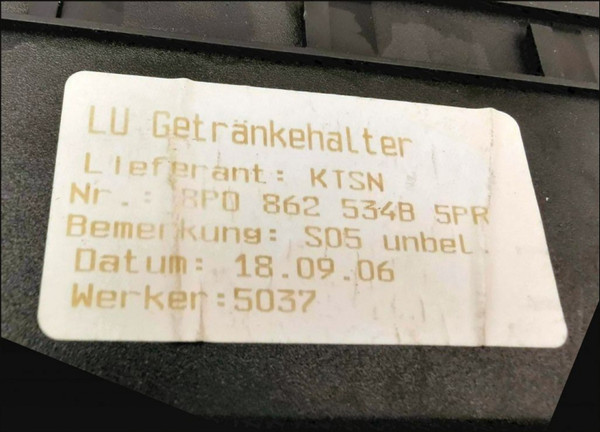 LU Getränkehalter
Lieferant: KTSN
Nr.: 8P0 862 534B 5PR
Bemerkung: S05 unbel.
Datum: 18.09.06
Werker:5037